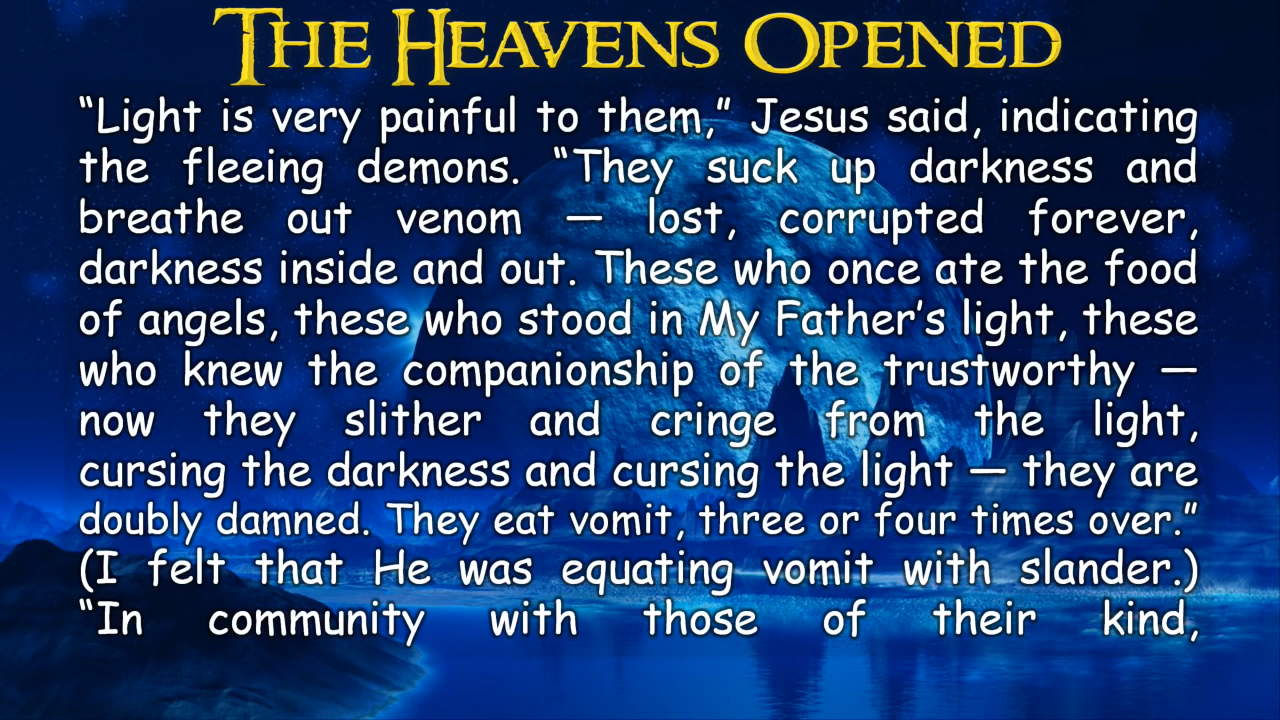 THE HEAVENS OPENED
“Light is very painful to them,” Jesus said, indicating
the fleeing demons. “They suck up darkness and
breathe out venom — lost, corrupted forever,
darkness inside and out. These who once ate the food
of angels, these who stood in My Father’s light, these
who knew the companionship of the trustworthy —
now they slither and cringe from the light,
cursing the darkness and cursing the light — they are
doubly damned. They eat vomit, three or four times over.”
(I felt that He was equating vomit with slander.)
“In community with those of their kind,